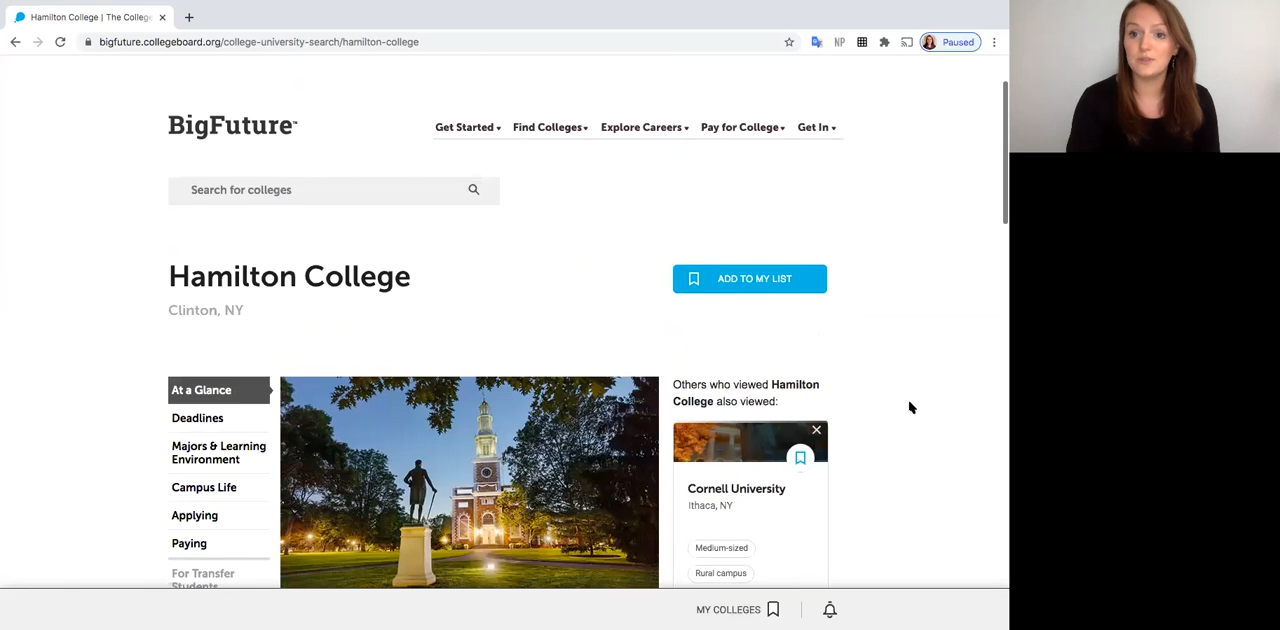 Hamilton College | The College
bigfuture.collegeboard.org/college-university-search/hamilton-college
NP
Paused
BigFuture™
Get Started
Find Colleges
Explore Careers
Pay for College
Get In
Search for colleges
Hamilton College
Clinton, NY
ADD TO MY LIST
At a Glance
Deadlines
Majors & Learning
Environment
Campus Life
Applying
Paying
For Transfer
Students
Others who viewed Hamilton
College also viewed:
Cornell University
Ithaca, NY
Medium-sized
Rural campus
MY COLLEGES